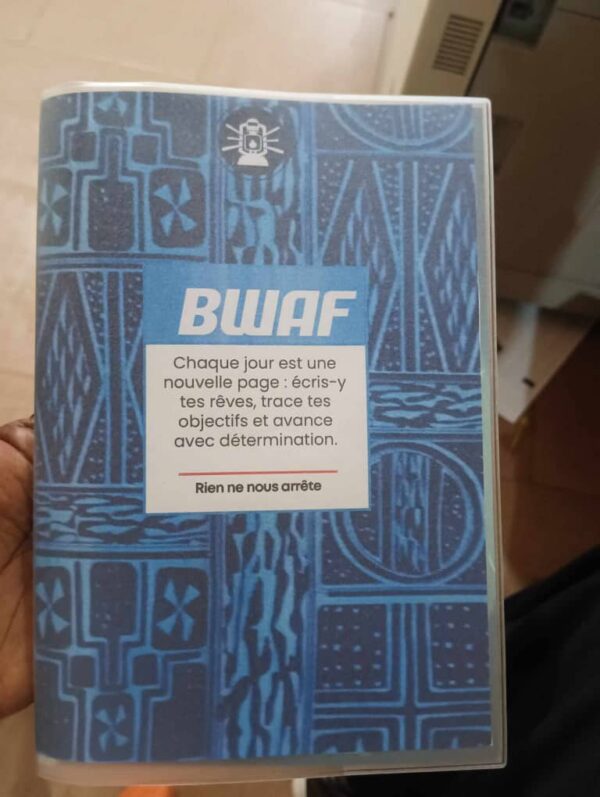 BWAF
Chaque jour est une
nouvelle page : écris-y
tes rêves, trace tes
objectifs et avance
avec détermination.
Rien ne nous arrête